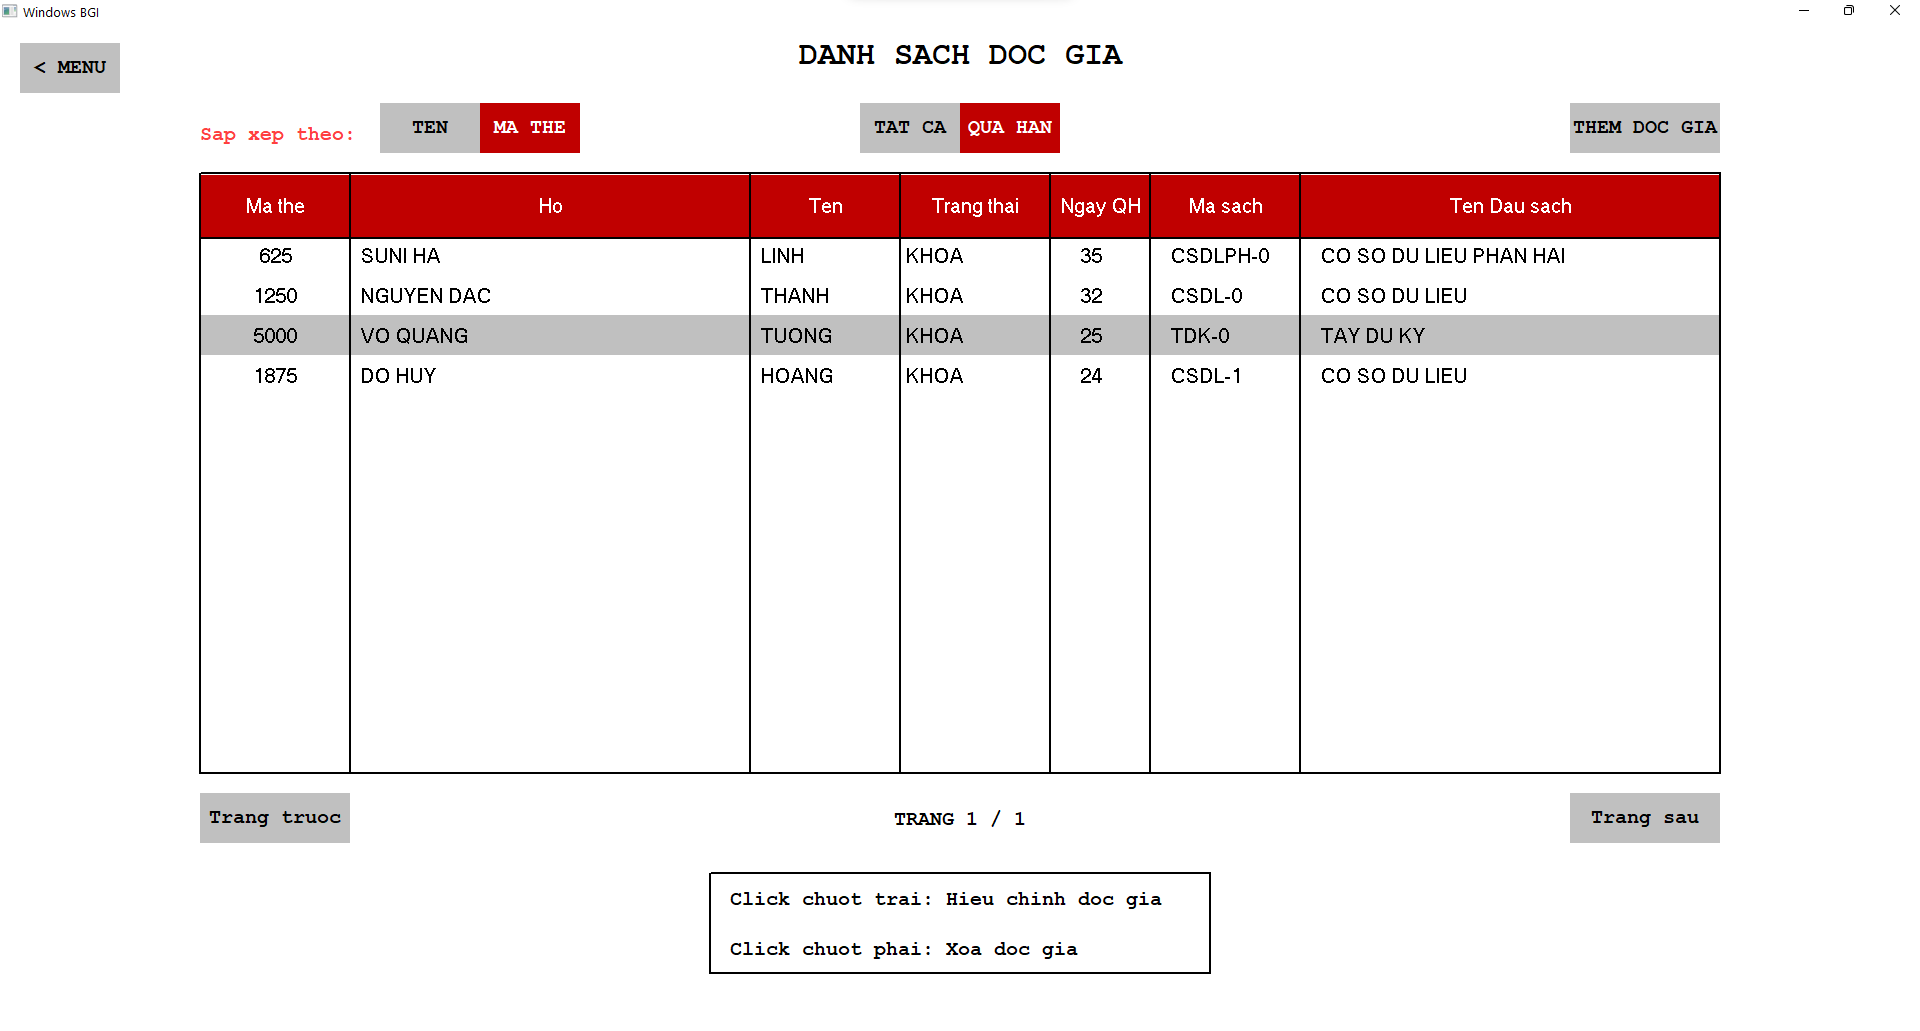 Windows BGI
< MENU
DANH SACH DOC GIA
Sap xep theo: TEN MA THE TAT CA QUA HAN THEM DOC GIA
Ma the Ho Ten Trang thai Ngay QH Ma sach Ten Dau sach
625 SUNI HA LINH KHOA 35 CSDLPH-0 CO SO DU LIEU PHAN HAI
1250 NGUYEN DAC THANH KHOA 32 CSDL-0 CO SO DU LIEU
5000 VO QUANG TUONG KHOA 25 TDK-0 TAY DU KY
1875 DO HUY HOANG KHOA 24 CSDL-1 CO SO DU LIEU
Trang truoc TRANG 1 / 1 Trang sau
Click chuot trai: Hieu chinh doc gia
Click chuot phai: Xoa doc gia